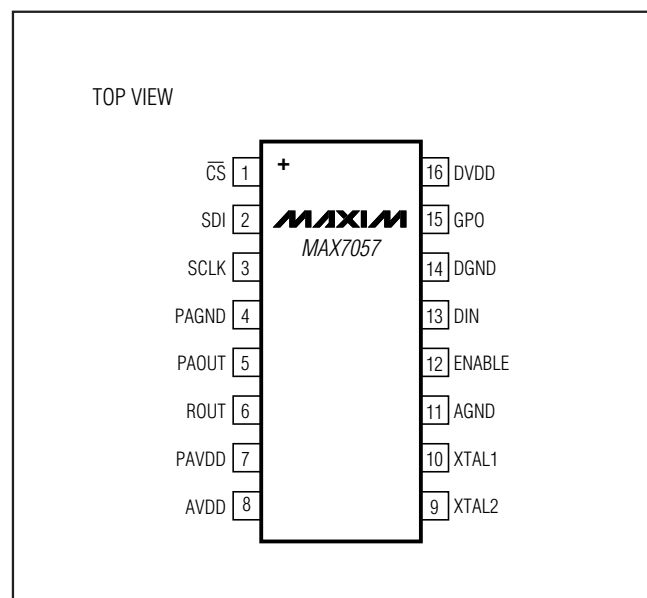 TOP VIEW
C̅S̅ 1 + 16 DVDD
SDI 2 MAXIM 15 GPO
MAX7057
SCLK 3 14 DGND
PAGND 4 13 DIN
PAOUT 5 12 ENABLE
ROUT 6 11 AGND
PAVDD 7 10 XTAL1
AVDD 8 9 XTAL2